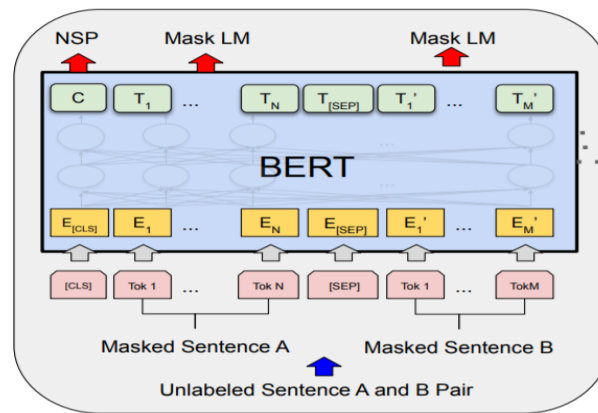 NSP Mask LM Mask LM
C T1 ... TN T[SEP] T1' ... TM'
BERT
E[CLS] E1 ... EN E[SEP] E1' ... EM'
[CLS] Tok 1 ... Tok N [SEP] Tok 1 ... TokM
Masked Sentence A Masked Sentence B
Unlabeled Sentence A and B Pair